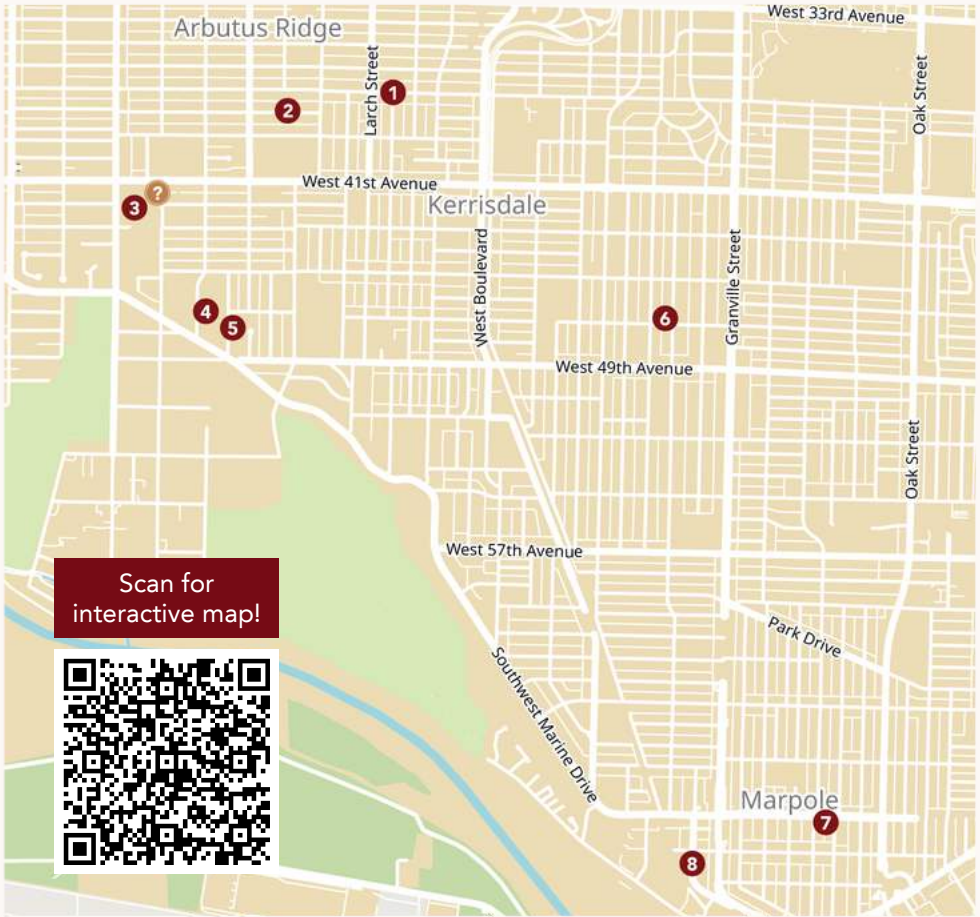 West 33rd Avenue
Arbutus Ridge
Larch Street
Oak Street
1
2
West 41st Avenue
?
3
Kerrisdale
West Boulevard
Granville Street
4
5
6
West 49th Avenue
Oak Street
West 57th Avenue
Scan for
interactive map!
Park Drive
Southwest Marine Drive
Marpole
7
8